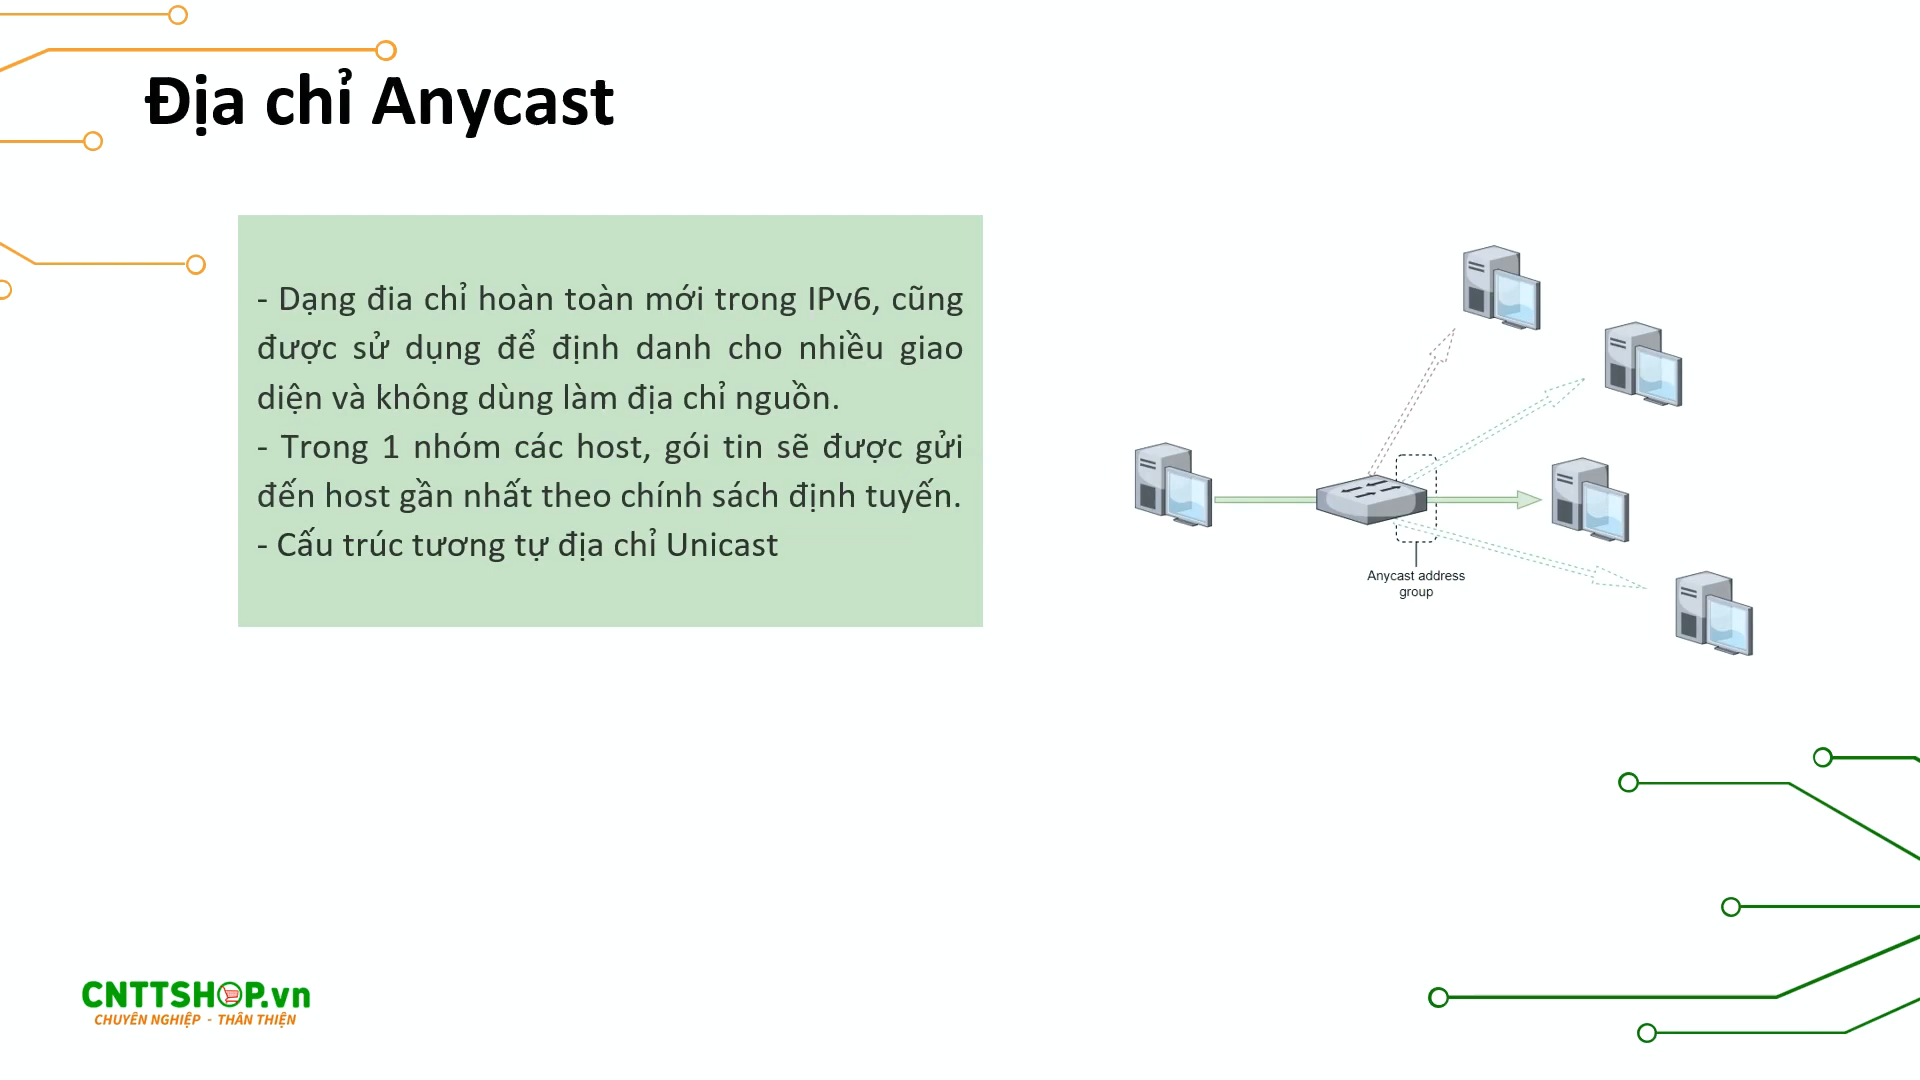 Địa chỉ Anycast
- Dạng đia chỉ hoàn toàn mới trong IPv6, cũng
được sử dụng để định danh cho nhiều giao
diện và không dùng làm địa chỉ nguồn.
- Trong 1 nhóm các host, gói tin sẽ được gửi
đến host gần nhất theo chính sách định tuyến.
- Cấu trúc tương tự địa chỉ Unicast
Anycast address
group
CNTTSHOP.vn
CHUYÊN NGHIỆP - THÂN THIỆN